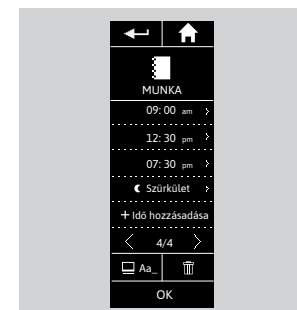 MUNKA
09:00 am
12:30 pm
07:30 pm
Szürkület
+ Idő hozzásadása
4/4
Aa_
OK